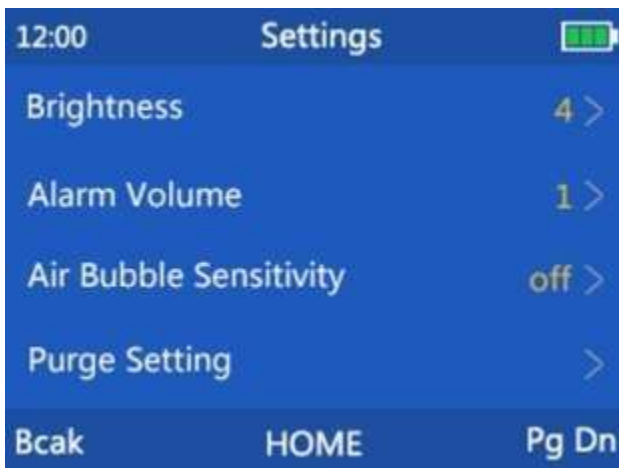 12:00 Settings
Brightness 4 >
Alarm Volume 1 >
Air Bubble Sensitivity off >
Purge Setting >
Bcak HOME Pg Dn